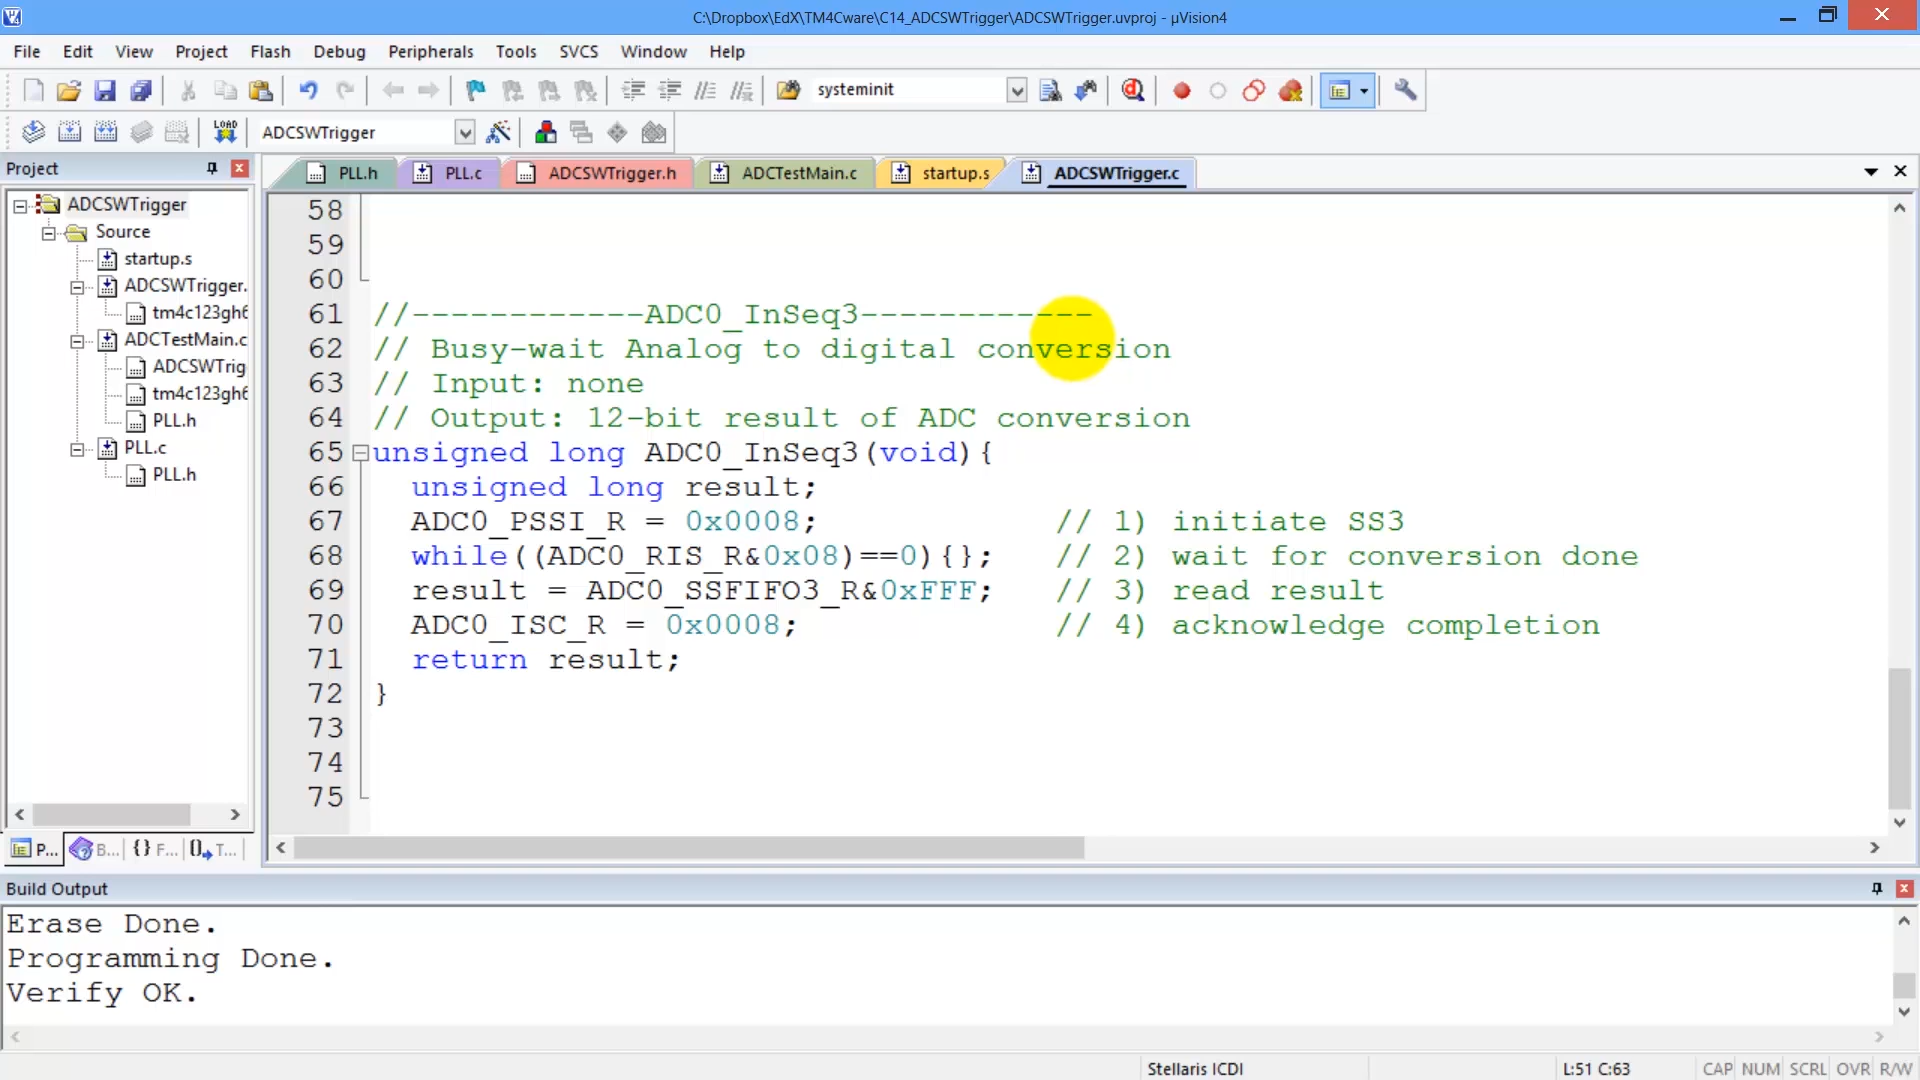 C:\Dropbox\EdX\TM4Cware\C14_ADCSWTrigger\ADCSWTrigger.uvproj - µVision4
File Edit View Project Flash Debug Peripherals Tools SVCS Window Help
systeminit
LOAD ADCSWTrigger
Project
PLL.h PLL.c ADCSWTrigger.h ADCTestMain.c startup.s ADCSWTrigger.c
ADCSWTrigger
Source
startup.s
ADCSWTrigger.
tm4c123gh6
ADCTestMain.c
ADCSWTrig
tm4c123gh6
PLL.h
PLL.c
PLL.h
P... B... {} F... T...
58
59
60
61 //------------ADC0_InSeq3------------
62 // Busy-wait Analog to digital conversion
63 // Input: none
64 // Output: 12-bit result of ADC conversion
65 unsigned long ADC0_InSeq3(void){
66 unsigned long result;
67 ADC0_PSSI_R = 0x0008; // 1) initiate SS3
68 while((ADC0_RIS_R&0x08)==0){}; // 2) wait for conversion done
69 result = ADC0_SSFIFO3_R&0xFFF; // 3) read result
70 ADC0_ISC_R = 0x0008; // 4) acknowledge completion
71 return result;
72 }
73
74
75
Build Output
Erase Done.
Programming Done.
Verify OK.
Stellaris ICDI L:51 C:63 CAP NUM SCRL OVR R/W